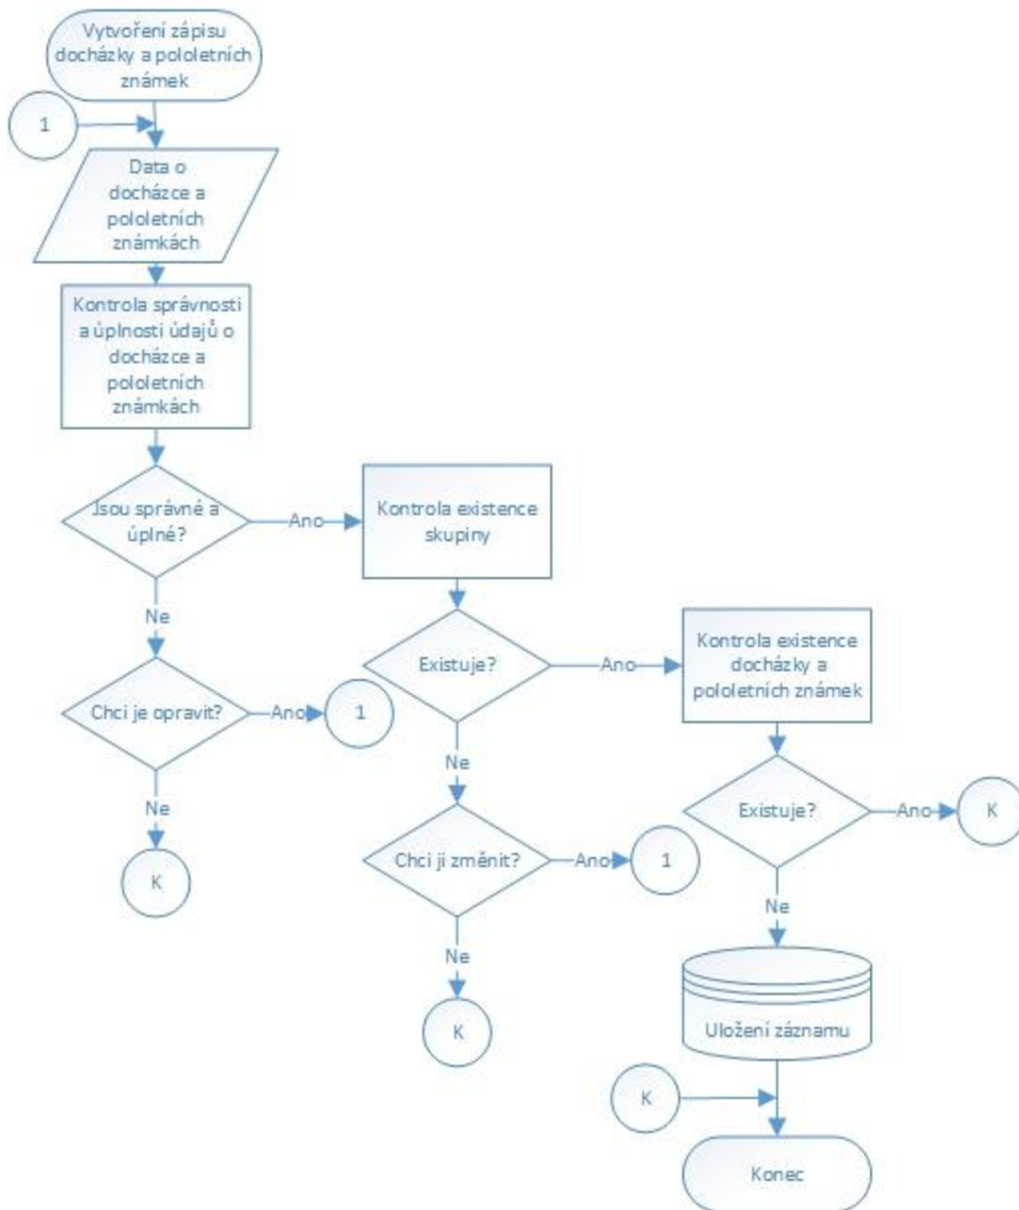 Vytvoření zápisu
docházky a pololetních
známek
1
Data o
docházce a
pololetních
známkách
Kontrola správnosti
a úplnosti údajů o
docházce a
pololetních
známkách
Jsou správné a
úplné?
Ano
Kontrola existence
skupiny
Ne
Existuje?
Ano
Kontrola existence
docházky a
pololetních známek
Chci je opravit?
Ano
1
Ne
Ne
K
Existuje?
Ano
K
Chci ji změnit?
Ano
1
Ne
Ne
K
Uložení záznamu
K
Konec